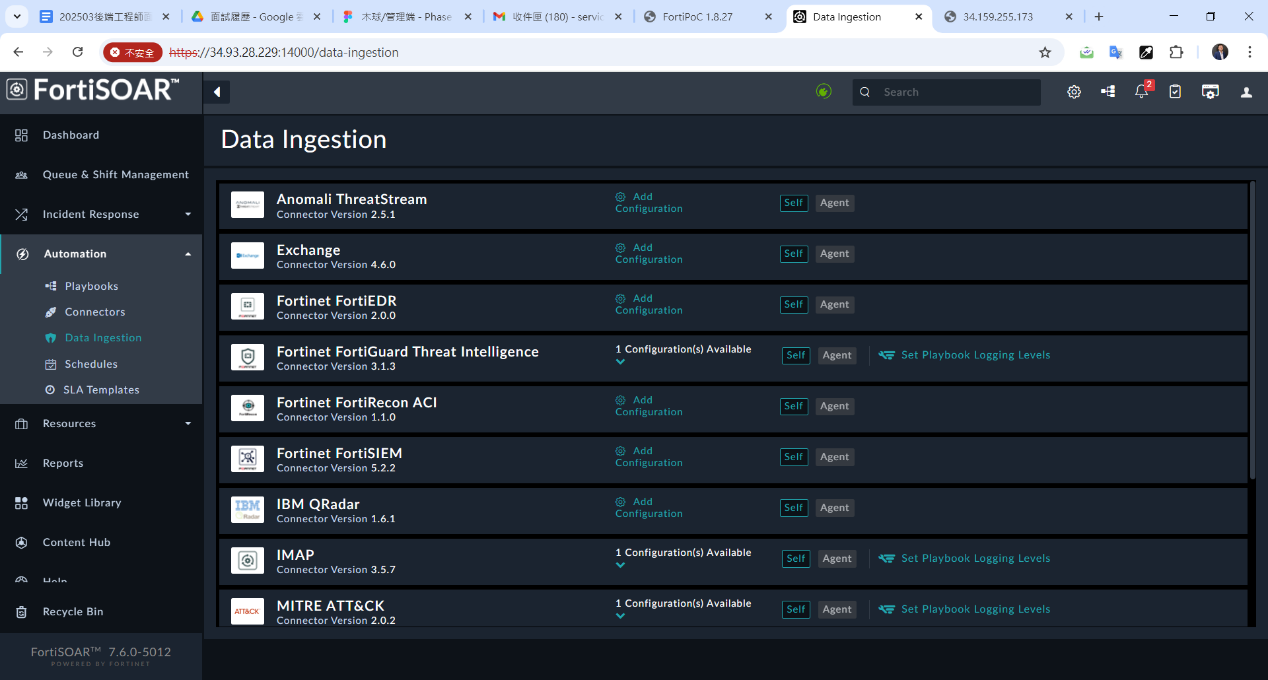 202503後端工程師面
面試履歷 - Google 雲
木球/管理端 - Phase
收件匣 (180) - servic
FortiPoC 1.8.27
Data Ingestion
34.159.255.173
不安全 https://34.93.28.229:14000/data-ingestion
FortiSOAR™
Search
2
Dashboard
Queue & Shift Management
Incident Response
Automation
Playbooks
Connectors
Data Ingestion
Schedules
SLA Templates
Resources
Reports
Widget Library
Content Hub
Help
Recycle Bin
FortiSOAR™ 7.6.0-5012
POWERED BY FORTINET
Data Ingestion
Anomali ThreatStream
Connector Version 2.5.1
Add
Configuration
Self Agent
Exchange
Exchange
Connector Version 4.6.0
Add
Configuration
Self Agent
Fortinet FortiEDR
Connector Version 2.0.0
Add
Configuration
Self Agent
Fortinet FortiGuard Threat Intelligence
Connector Version 3.1.3
1 Configuration(s) Available
Self Agent
Set Playbook Logging Levels
Fortinet FortiRecon ACI
Connector Version 1.1.0
Add
Configuration
Self Agent
Fortinet FortiSIEM
Connector Version 5.2.2
Add
Configuration
Self Agent
IBM
Radar
IBM QRadar
Connector Version 1.6.1
Add
Configuration
Self Agent
IMAP
Connector Version 3.5.7
1 Configuration(s) Available
Self Agent
Set Playbook Logging Levels
ATT&CK
MITRE ATT&CK
Connector Version 2.0.2
1 Configuration(s) Available
Self Agent
Set Playbook Logging Levels